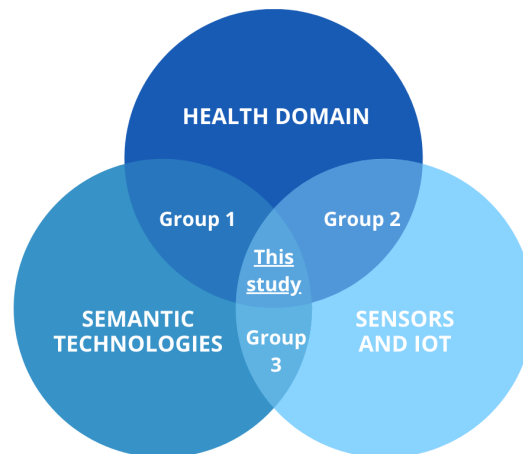 HEALTH DOMAIN
Group 1
Group 2
This
study
SEMANTIC
TECHNOLOGIES
SENSORS
AND IOT
Group
3